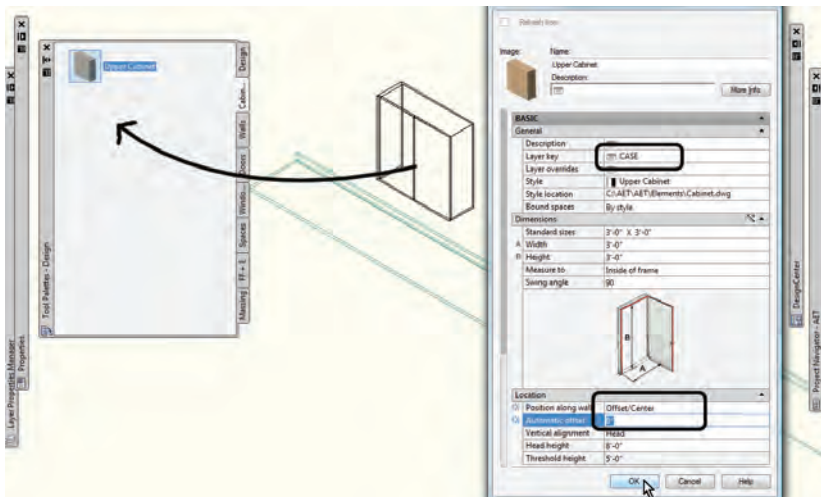 Upper Cabinet
Design
Cabin...
Walls
Doors
Windo...
Spaces
FF + E
Massing
Tool Palettes - Design
Layer Properties Manager
Properties
Image:
Name:
Upper Cabinet
Description:
More Info
BASIC
General
Description
Layer key CASE
Layer overrides
Style Upper Cabinet
Style location C:\AET\AET\Elements\Cabinet.dwg
Bound spaces By style
Dimensions
Standard sizes 3'-0" X 3'-0"
A Width 3'-0"
B Height 3'-0"
Measure to Inside of frame
Swing angle 90
B
A
Location
Position along wall Offset/Center
Automatic offset
Vertical alignment Head
Head height 8'-0"
Threshold height 5'-0"
OK
Cancel
Help
DesignCenter
Project Navigator - AET